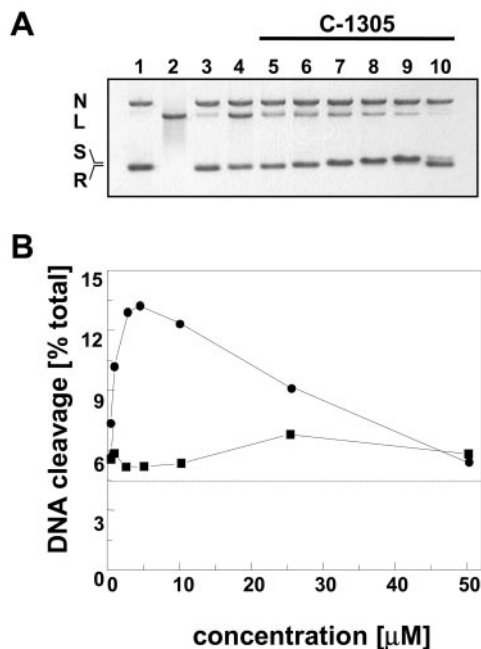 A
C-1305
1 2 3 4 5 6 7 8 9 10
N
L
S
R
B
DNA cleavage [% total]
15
12
9
6
3
0
0 10 20 30 40 50
concentration [μM]